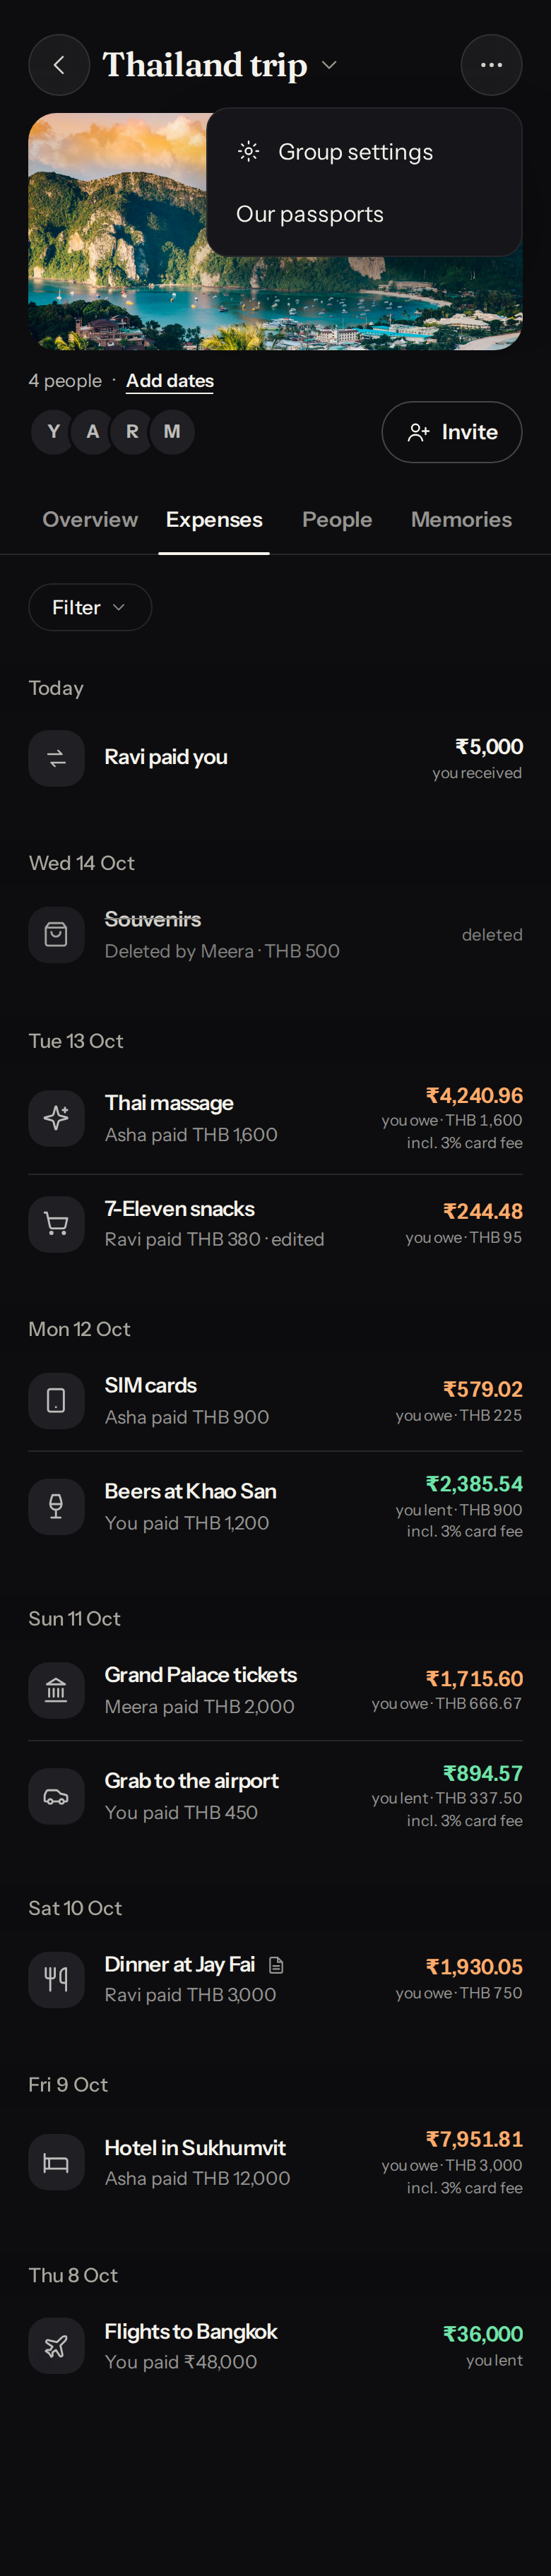 Thailand trip
Group settings
Our passports
4 people · Add dates
Y A R M
Invite
Overview Expenses People Memories
Filter
Today
Ravi paid you
₹5,000
you received
Wed 14 Oct
Souvenirs
Deleted by Meera · THB 500
deleted
Tue 13 Oct
Thai massage
Asha paid THB 1,600
₹4,240.96
you owe · THB 1,600
incl. 3% card fee
7-Eleven snacks
Ravi paid THB 380 · edited
₹244.48
you owe · THB 95
Mon 12 Oct
SIM cards
Asha paid THB 900
₹579.02
you owe · THB 225
Beers at Khao San
You paid THB 1,200
₹2,385.54
you lent · THB 900
incl. 3% card fee
Sun 11 Oct
Grand Palace tickets
Meera paid THB 2,000
₹1,715.60
you owe · THB 666.67
Grab to the airport
You paid THB 450
₹894.57
you lent · THB 337.50
incl. 3% card fee
Sat 10 Oct
Dinner at Jay Fai
Ravi paid THB 3,000
₹1,930.05
you owe · THB 750
Fri 9 Oct
Hotel in Sukhumvit
Asha paid THB 12,000
₹7,951.81
you owe · THB 3,000
incl. 3% card fee
Thu 8 Oct
Flights to Bangkok
You paid ₹48,000
₹36,000
you lent